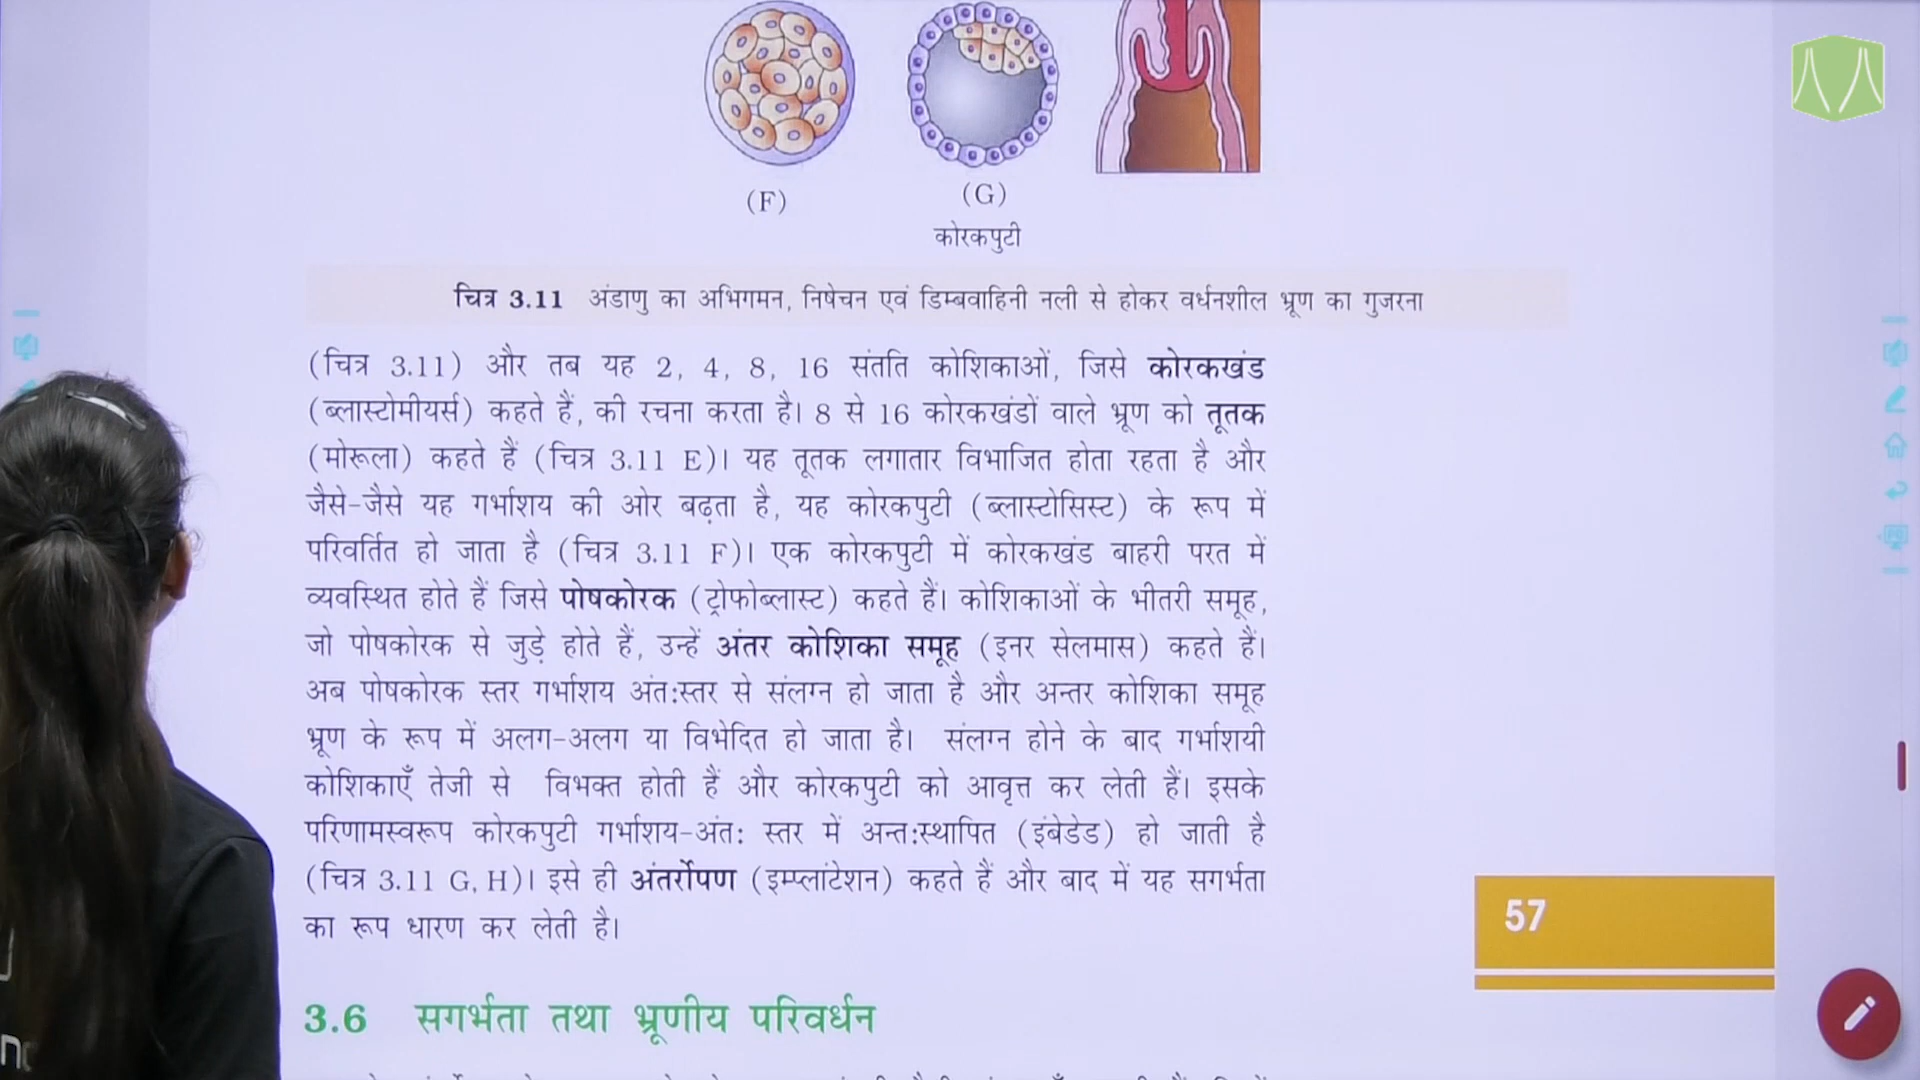 (F)
(G)
कोरकपुटी
चित्र 3.11 अंडाणु का अभिगमन, निषेचन एवं डिम्बवाहिनी नली से होकर वर्धनशील भ्रूण का गुजरना
(चित्र 3.11) और तब यह 2, 4, 8, 16 संतति कोशिकाओं, जिसे कोरकखंड
(ब्लास्टोमीयर्स) कहते हैं, की रचना करता है। 8 से 16 कोरकखंडों वाले भ्रूण को तूतक
(मोरूला) कहते हैं (चित्र 3.11 E)। यह तूतक लगातार विभाजित होता रहता है और
जैसे-जैसे यह गर्भाशय की ओर बढ़ता है, यह कोरकपुटी (ब्लास्टोसिस्ट) के रूप में
परिवर्तित हो जाता है (चित्र 3.11 F)। एक कोरकपुटी में कोरकखंड बाहरी परत में
व्यवस्थित होते हैं जिसे पोषकोरक (ट्रोफोब्लास्ट) कहते हैं। कोशिकाओं के भीतरी समूह,
जो पोषकोरक से जुड़े होते हैं, उन्हें अंतर कोशिका समूह (इनर सेलमास) कहते हैं।
अब पोषकोरक स्तर गर्भाशय अंत:स्तर से संलग्न हो जाता है और अन्तर कोशिका समूह
भ्रूण के रूप में अलग-अलग या विभेदित हो जाता है। संलग्न होने के बाद गर्भाशयी
कोशिकाएँ तेजी से विभक्त होती हैं और कोरकपुटी को आवृत्त कर लेती हैं। इसके
परिणामस्वरूप कोरकपुटी गर्भाशय-अंत: स्तर में अन्त:स्थापित (इंबेडेड) हो जाती है
(चित्र 3.11 G, H)। इसे ही अंतर्रोपण (इम्प्लांटेशन) कहते हैं और बाद में यह सगर्भता
का रूप धारण कर लेती है।
57
3.6 सगर्भता तथा भ्रूणीय परिवर्धन